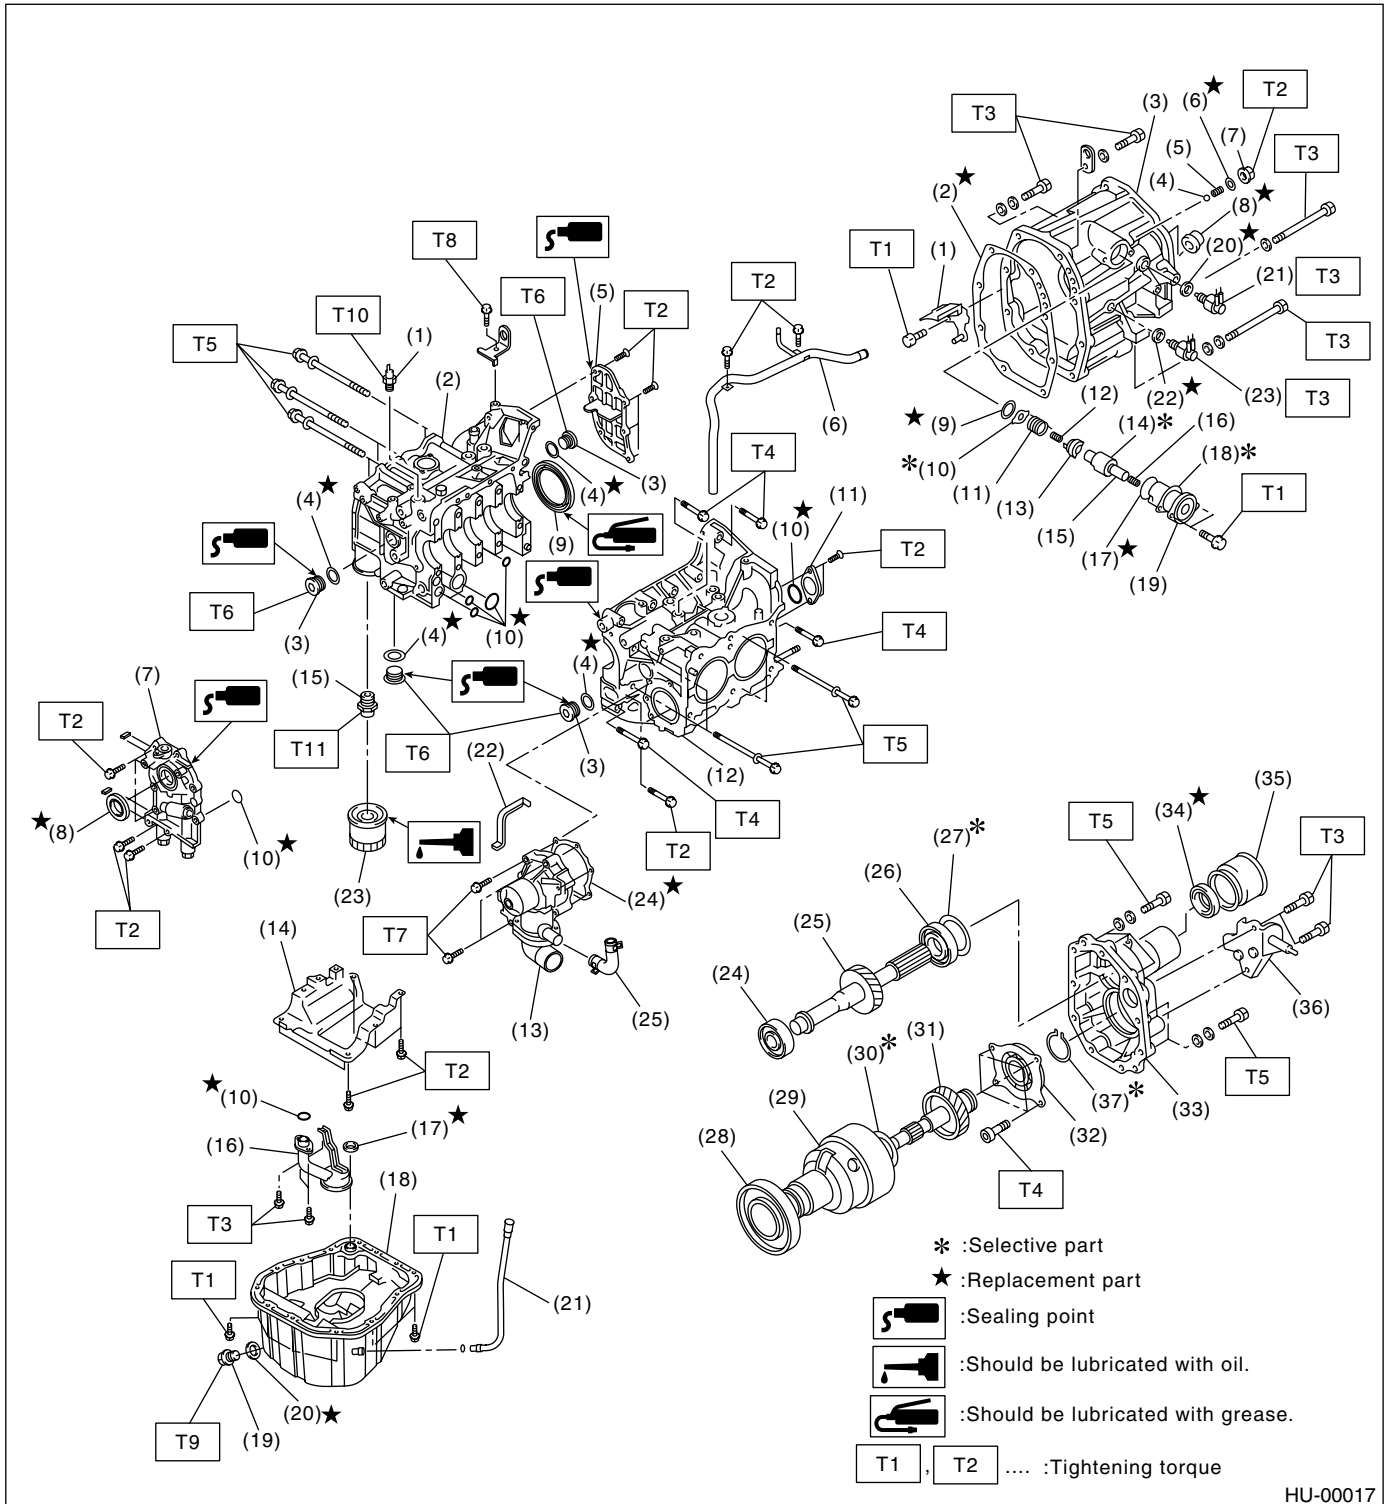 T3
(6)★
T2
(3)
(7)
(5)
T3
(4)
(2)★
(8)★
T8
(20)★
T1
(1)
T2
(21)
T3
T6
(5)
T10
T2
T3
T5
(1)
(2)
(12)
(22)★
(23)
(6)
★(9)
(14)*
(16)
T3
T4
*(10)
(18)*
(4)★
(4)★
(3)
(11)
(11)
(13)
T1
(10)★
(9)
(15)
T2
(17)★
(19)
T6
(3)
(4)★
(10)★
T4
★
(4)
(7)
(15)
T2
T11
T6
(22)
(3)
(12)
T5
(35)
★(8)
(10)★
T4
(34)★
T5
T2
(27)*
T3
(23)
(24)★
(26)
T2
(14)
T7
(25)
(24)
(36)
(13)
(25)
(31)
(30)*
T2
T5
★(10)
(37)*
(33)
(17)★
(29)
(32)
(16)
(28)
(18)
T4
T3
T1
* :Selective part
T1
★ :Replacement part
(21)
:Sealing point
:Should be lubricated with oil.
(20)★
:Should be lubricated with grease.
T9
(19)
T1 , T2 .... :Tightening torque
HU-00017